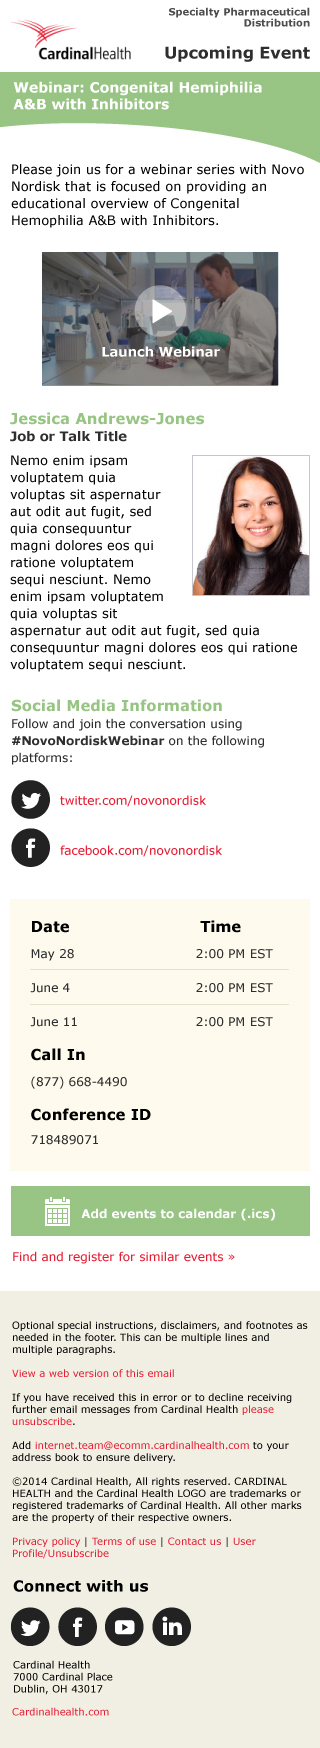 Specialty Pharmaceutical
Distribution
CardinalHealth
Upcoming Event
Webinar: Congenital Hemiphilia
A&B with Inhibitors
Please join us for a webinar series with Novo
Nordisk that is focused on providing an
educational overview of Congenital
Hemophilia A&B with Inhibitors.
Launch Webinar
Jessica Andrews-Jones
Job or Talk Title
Nemo enim ipsam
voluptatem quia
voluptas sit aspernatur
aut odit aut fugit, sed
quia consequuntur
magni dolores eos qui
ratione voluptatem
sequi nesciunt. Nemo
enim ipsam voluptatem
quia voluptas sit
aspernatur aut odit aut fugit, sed quia
consequuntur magni dolores eos qui ratione
voluptatem sequi nesciunt.
Social Media Information
Follow and join the conversation using
#NovoNordiskWebinar on the following
platforms:
twitter.com/novonordisk
facebook.com/novonordisk
Date Time
May 28 2:00 PM EST
June 4 2:00 PM EST
June 11 2:00 PM EST
Call In
(877) 668-4490
Conference ID
718489071
Add events to calendar (.ics)
Find and register for similar events »
Optional special instructions, disclaimers, and footnotes as
needed in the footer. This can be multiple lines and
multiple paragraphs.
View a web version of this email
If you have received this in error or to decline receiving
further email messages from Cardinal Health please
unsubscribe.
Add internet.team@ecomm.cardinalhealth.com to your
address book to ensure delivery.
©2014 Cardinal Health, All rights reserved. CARDINAL
HEALTH and the Cardinal Health LOGO are trademarks or
registered trademarks of Cardinal Health. All other marks
are the property of their respective owners.
Privacy policy | Terms of use | Contact us | User
Profile/Unsubscribe
Connect with us
Cardinal Health
7000 Cardinal Place
Dublin, OH 43017
Cardinalhealth.com